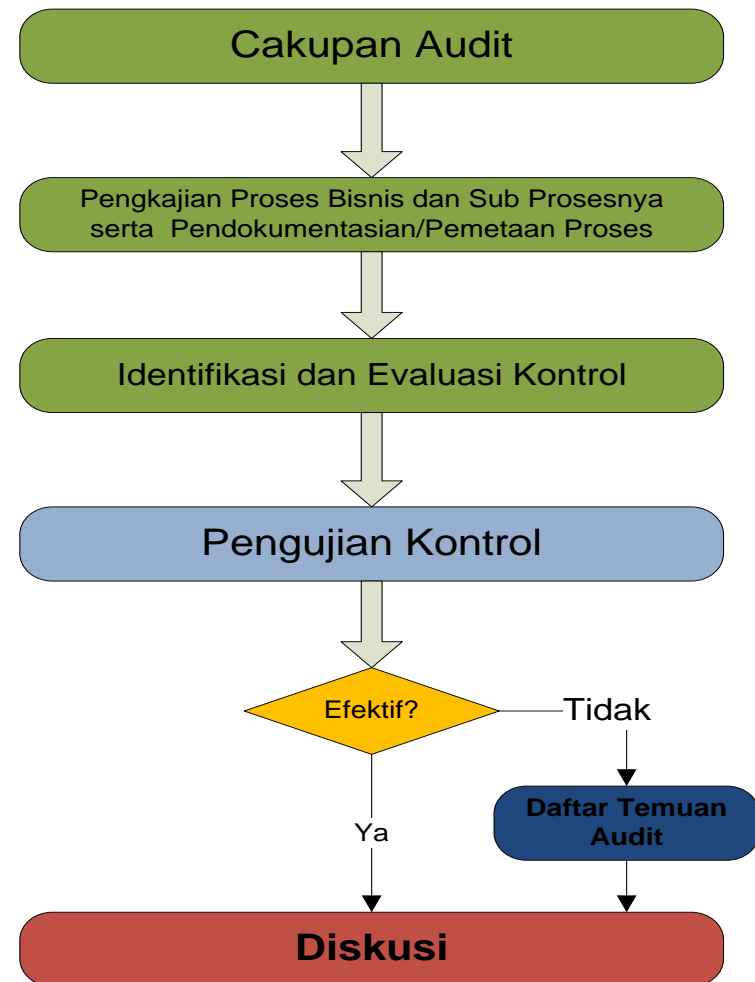 Cakupan Audit
Pengkajian Proses Bisnis dan Sub Prosesnya
serta Pendokumentasian/Pemetaan Proses
Identifikasi dan Evaluasi Kontrol
Pengujian Kontrol
Efektif?
Tidak
Daftar Temuan
Audit
Ya
Diskusi